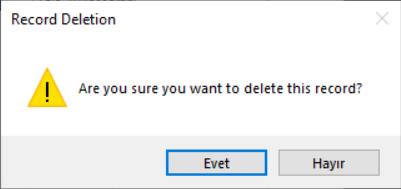 Record Deletion
Are you sure you want to delete this record?
Evet
Hayır